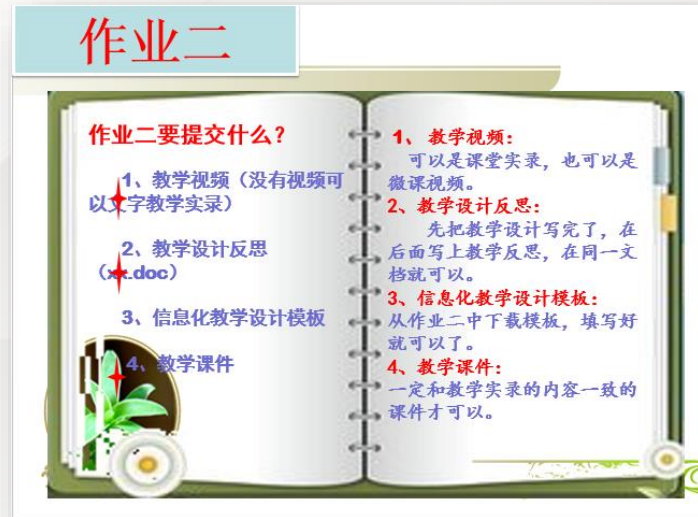 作业二
作业二要提交什么？
1、教学视频（没有视频可
以文字教学实录）
2、教学设计反思
（xx.doc）
3、信息化教学设计模板
4、教学课件
1、 教学视频：
可以是课堂实录，也可以是
微课视频。
2、教学设计反思：
先把教学设计写完了，在
后面写上教学反思，在同一文
档就可以。
3、信息化教学设计模板：
从作业二中下载模板，填写好
就可以了。
4、教学课件：
一定和教学实录的内容一致的
课件才可以。